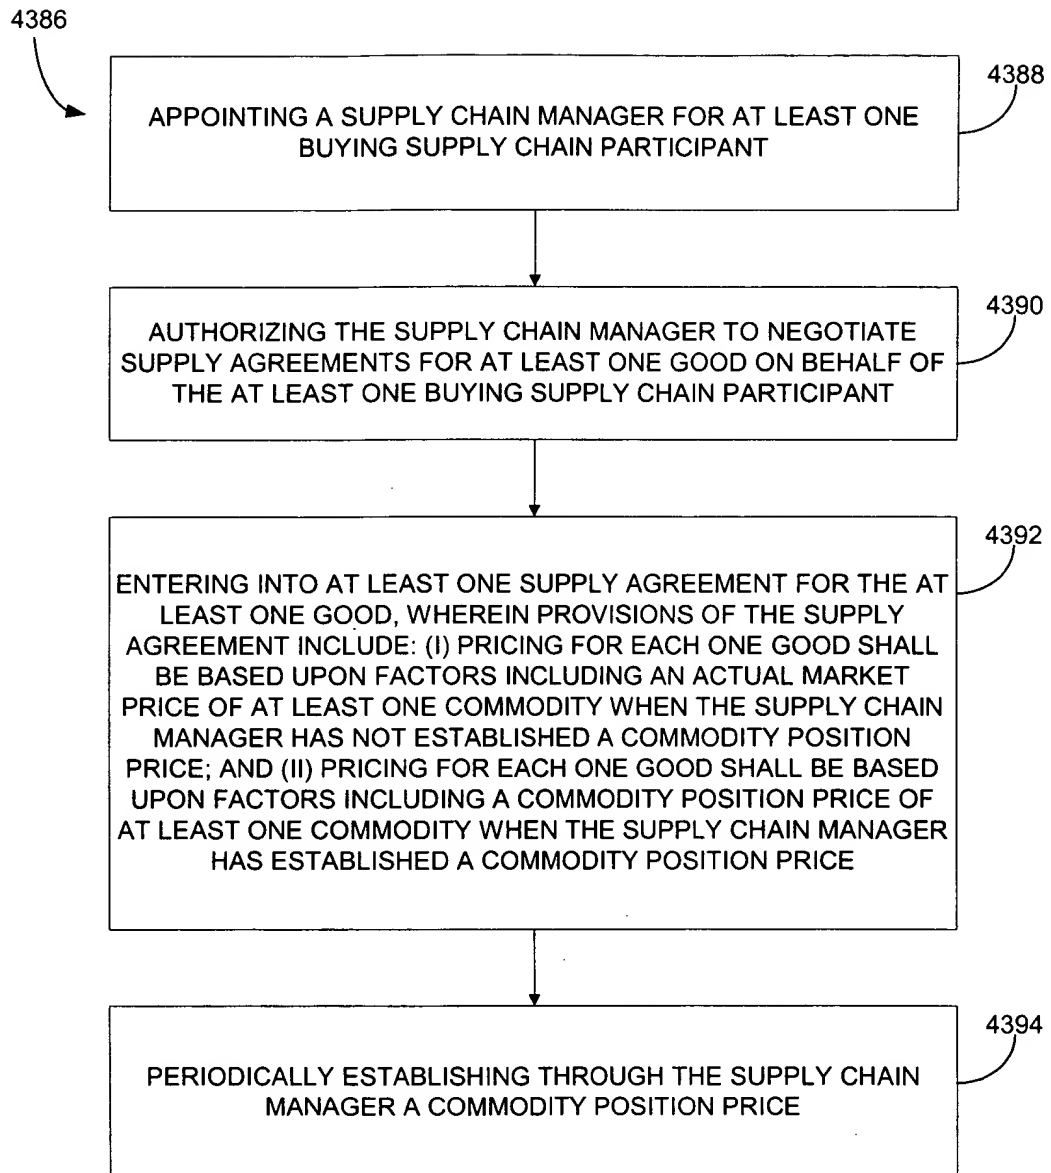 4386
4388
APPOINTING A SUPPLY CHAIN MANAGER FOR AT LEAST ONE
BUYING SUPPLY CHAIN PARTICIPANT
4390
AUTHORIZING THE SUPPLY CHAIN MANAGER TO NEGOTIATE
SUPPLY AGREEMENTS FOR AT LEAST ONE GOOD ON BEHALF OF
THE AT LEAST ONE BUYING SUPPLY CHAIN PARTICIPANT
4392
ENTERING INTO AT LEAST ONE SUPPLY AGREEMENT FOR THE AT
LEAST ONE GOOD, WHEREIN PROVISIONS OF THE SUPPLY
AGREEMENT INCLUDE: (I) PRICING FOR EACH ONE GOOD SHALL
BE BASED UPON FACTORS INCLUDING AN ACTUAL MARKET
PRICE OF AT LEAST ONE COMMODITY WHEN THE SUPPLY CHAIN
MANAGER HAS NOT ESTABLISHED A COMMODITY POSITION
PRICE; AND (II) PRICING FOR EACH ONE GOOD SHALL BE BASED
UPON FACTORS INCLUDING A COMMODITY POSITION PRICE OF
AT LEAST ONE COMMODITY WHEN THE SUPPLY CHAIN MANAGER
HAS ESTABLISHED A COMMODITY POSITION PRICE
4394
PERIODICALLY ESTABLISHING THROUGH THE SUPPLY CHAIN
MANAGER A COMMODITY POSITION PRICE